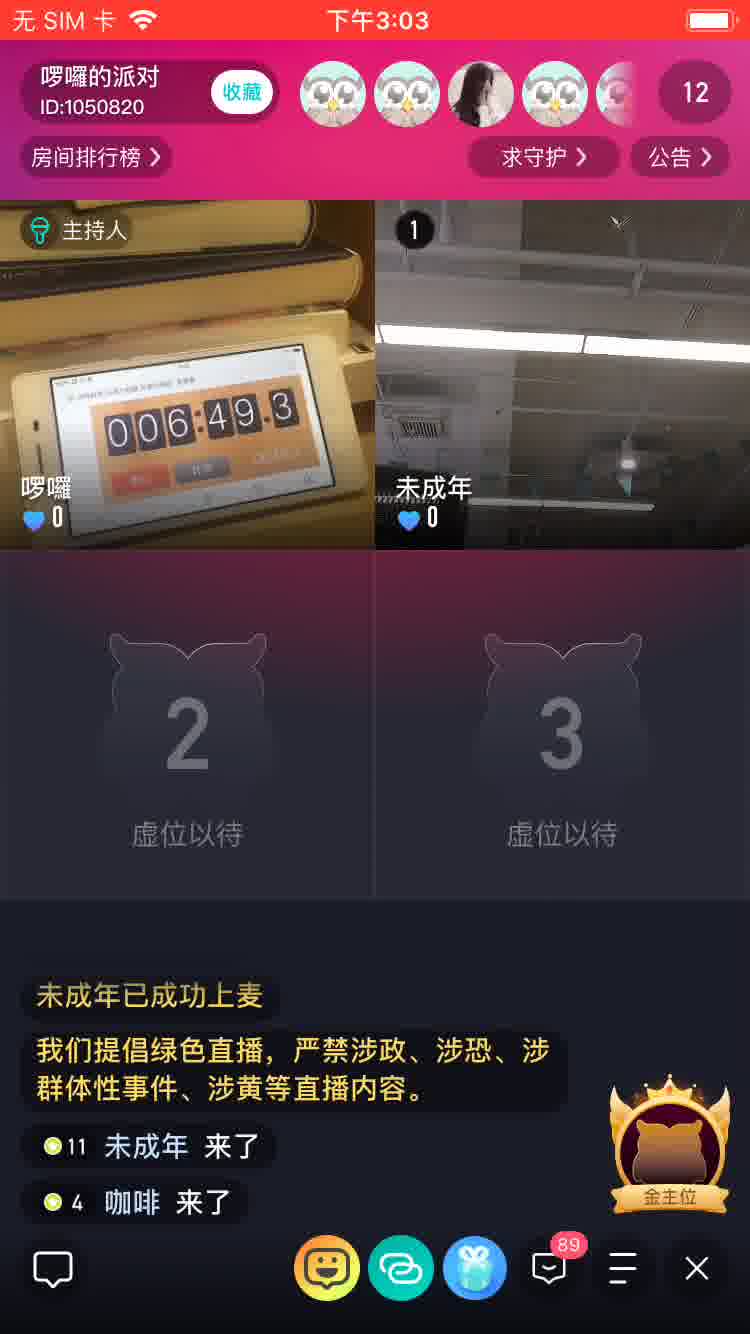 无 SIM 卡
下午3:03
啰囉的派对
ID:1050820
收藏
12
房间排行榜
求守护
公告
主持人
1
006:49.3
啰囉
0
未成年
0
2
3
虚位以待
虚位以待
未成年已成功上麦
我们提倡绿色直播，严禁涉政、涉恐、涉
群体性事件、涉黄等直播内容。
11 未成年 来了
4 咖啡 来了
金主位
89